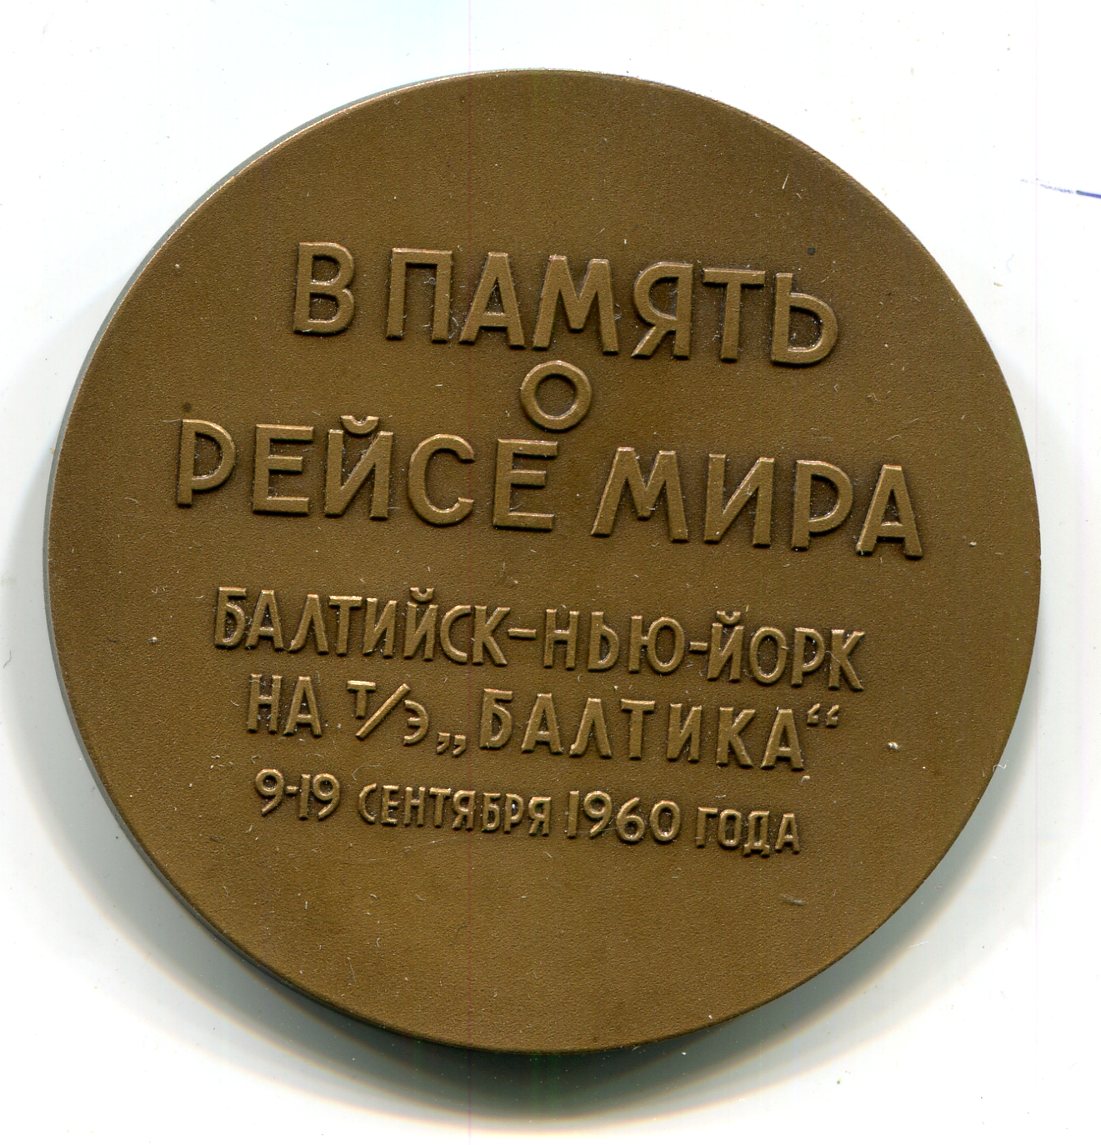 В ПАМЯТЬ
О
РЕЙСЕ МИРА
БАЛТИЙСК-НЬЮ-ЙОРК
НА Т/Э „БАЛТИКА“
9-19 СЕНТЯБРЯ 1960 ГОДА